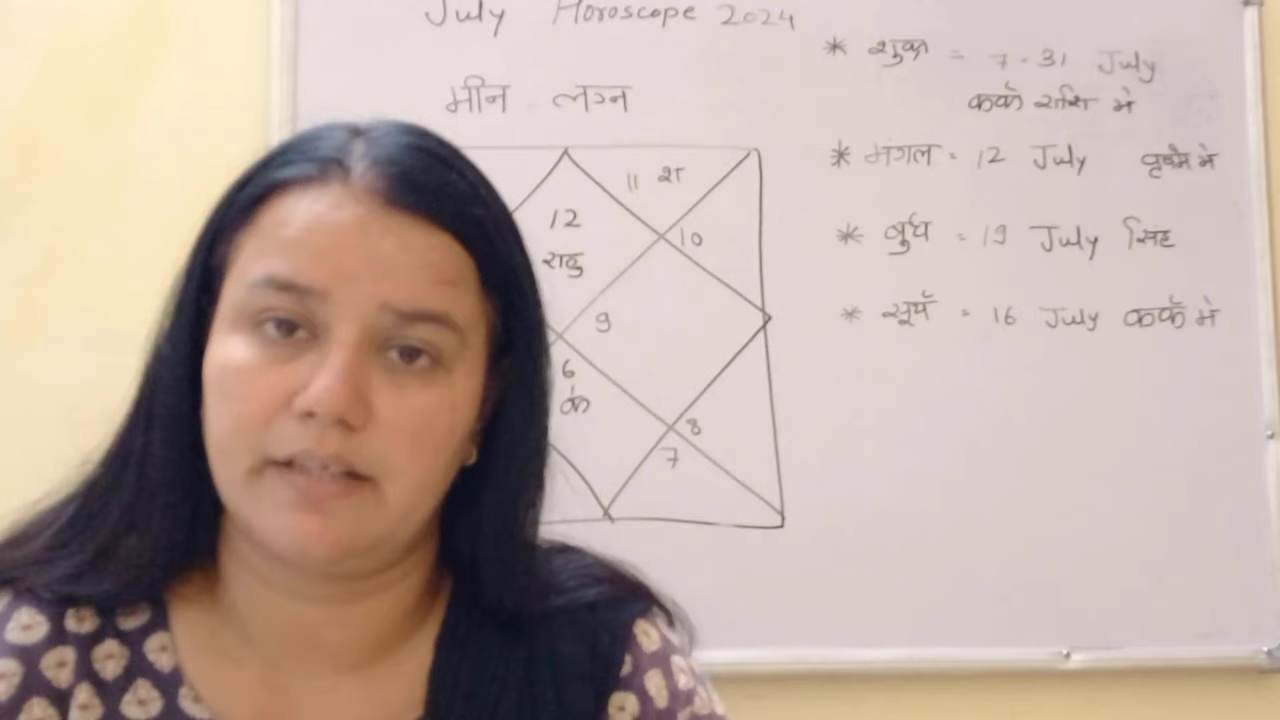 July Horoscope 2024
मीन लग्न
11 श
12
राहु
10
9
6
के
8
7
* शुक्र = 7-31 July
कर्क राशि मे
* मंगल = 12 July वृषभ मे
* बुध = 19 July सिंह
* सूर्य = 16 July कर्क मे